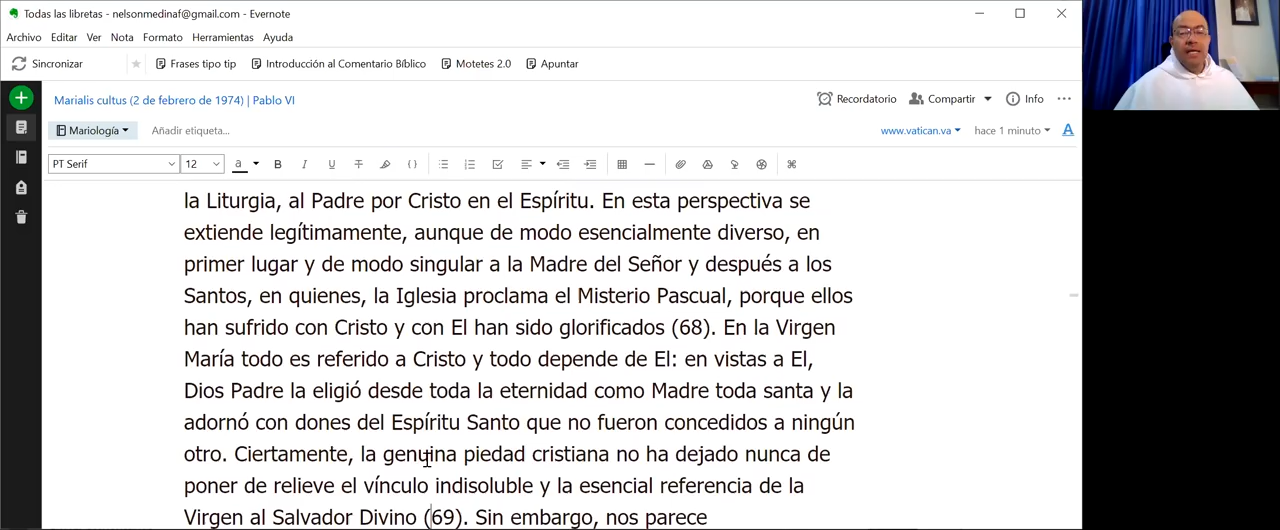 Todas las libretas - nelsonmedinaf@gmail.com - Evernote
Archivo Editar Ver Nota Formato Herramientas Ayuda
Sincronizar Frases tipo tip Introducción al Comentario Bíblico Motetes 2.0 Apuntar
Marialis cultus (2 de febrero de 1974) | Pablo VI Recordatorio Compartir Info
Mariología Añadir etiqueta... www.vatican.va hace 1 minuto
PT Serif 12
la Liturgia, al Padre por Cristo en el Espíritu. En esta perspectiva se
extiende legítimamente, aunque de modo esencialmente diverso, en
primer lugar y de modo singular a la Madre del Señor y después a los
Santos, en quienes, la Iglesia proclama el Misterio Pascual, porque ellos
han sufrido con Cristo y con El han sido glorificados (68). En la Virgen
María todo es referido a Cristo y todo depende de El: en vistas a El,
Dios Padre la eligió desde toda la eternidad como Madre toda santa y la
adornó con dones del Espíritu Santo que no fueron concedidos a ningún
otro. Ciertamente, la genuina piedad cristiana no ha dejado nunca de
poner de relieve el vínculo indisoluble y la esencial referencia de la
Virgen al Salvador Divino (69). Sin embargo, nos parece